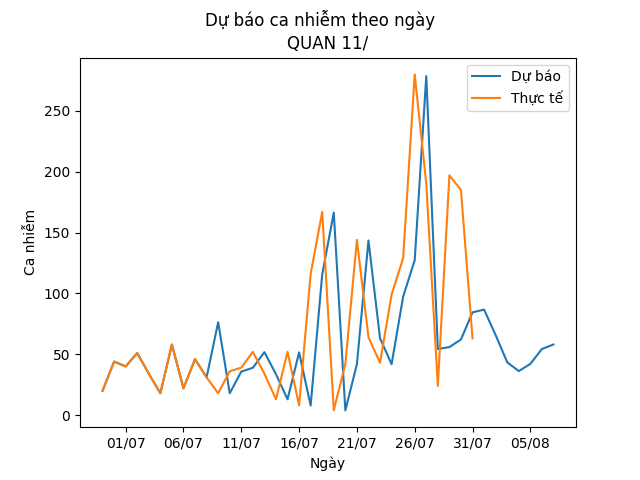 Dự báo ca nhiễm theo ngày
QUAN 11/
Dự báo
Thực tế
250
200
150
100
50
0
Ca nhiễm
01/07 06/07 11/07 16/07 21/07 26/07 31/07 05/08
Ngày